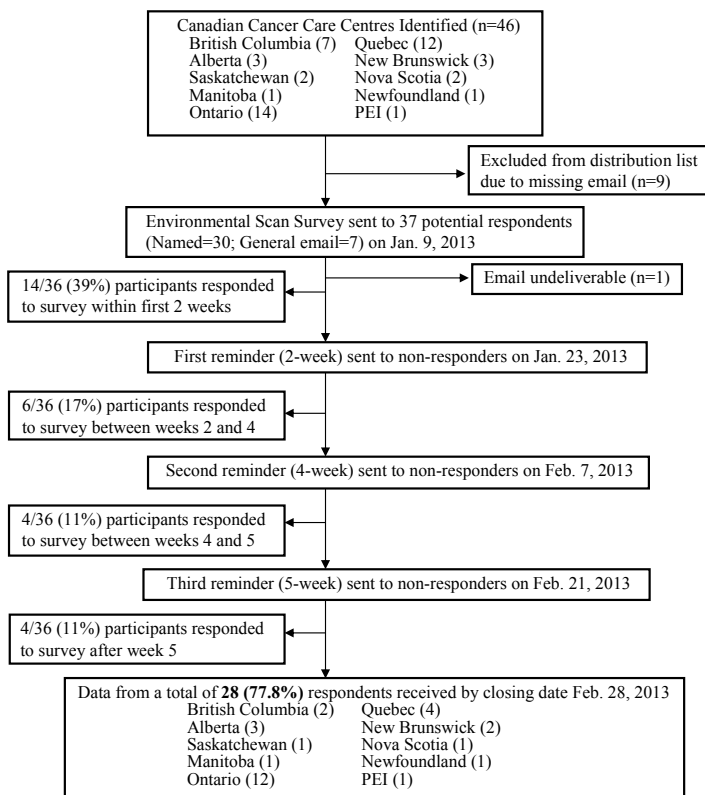 Canadian Cancer Care Centres Identified (n=46)
British Columbia (7) Quebec (12)
Alberta (3) New Brunswick (3)
Saskatchewan (2) Nova Scotia (2)
Manitoba (1) Newfoundland (1)
Ontario (14) PEI (1)
Excluded from distribution list
due to missing email (n=9)
Environmental Scan Survey sent to 37 potential respondents
(Named=30; General email=7) on Jan. 9, 2013
Email undeliverable (n=1)
14/36 (39%) participants responded
to survey within first 2 weeks
First reminder (2-week) sent to non-responders on Jan. 23, 2013
6/36 (17%) participants responded
to survey between weeks 2 and 4
Second reminder (4-week) sent to non-responders on Feb. 7, 2013
4/36 (11%) participants responded
to survey between weeks 4 and 5
Third reminder (5-week) sent to non-responders on Feb. 21, 2013
4/36 (11%) participants responded
to survey after week 5
Data from a total of 28 (77.8%) respondents received by closing date Feb. 28, 2013
British Columbia (2) Quebec (4)
Alberta (3) New Brunswick (2)
Saskatchewan (1) Nova Scotia (1)
Manitoba (1) Newfoundland (1)
Ontario (12) PEI (1)